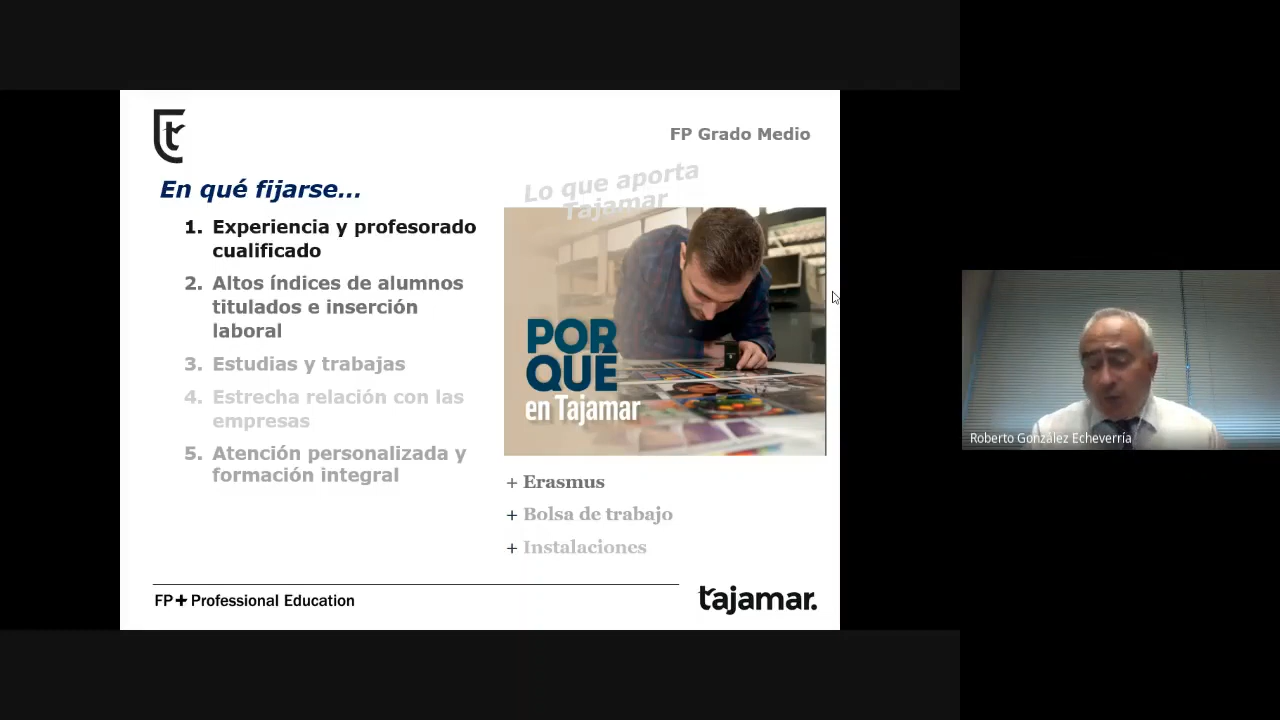 FP Grado Medio
En qué fijarse...
1. Experiencia y profesorado
cualificado
2. Altos índices de alumnos
titulados e inserción
laboral
3. Estudias y trabajas
4. Estrecha relación con las
empresas
5. Atención personalizada y
formación integral
Lo que aporta
Tajamar
POR
QUÉ
en Tajamar
+ Erasmus
+ Bolsa de trabajo
+ Instalaciones
FP+Professional Education
tajamar.
Roberto González Echeverría